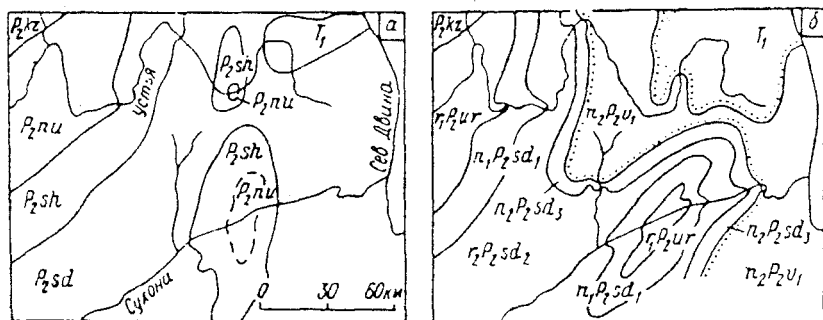 P₂kz
а
T₁
P₂sh
P₂nu
Устья
P₂nu
Сев Двина
P₂sh
P₂nu
P₂sh
P₂sd
Сухона
0 30 60км
P₂kz
б
T₁
n₂P₂v₁
r₁P₂ur
n₁P₂sd₁
n₂P₂sd₃
r₂P₂sd₂
r₁P₂ur
n₂P₂sd₃
n₂P₂v₁
n₁P₂sd₁